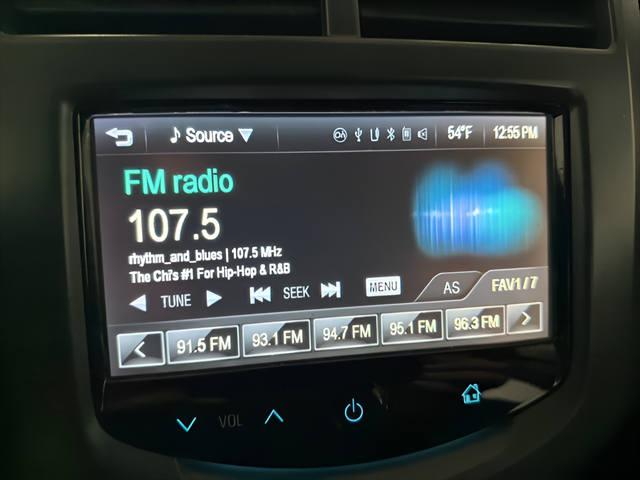 Source 54°F 12:55 PM
FM radio
107.5
rhythm_and_blues | 107.5 MHz
The Chi's #1 For Hip-Hop & R&B
TUNE SEEK MENU AS FAV1/7
91.5 FM 93.1 FM 94.7 FM 95.1 FM 96.3 FM
VOL